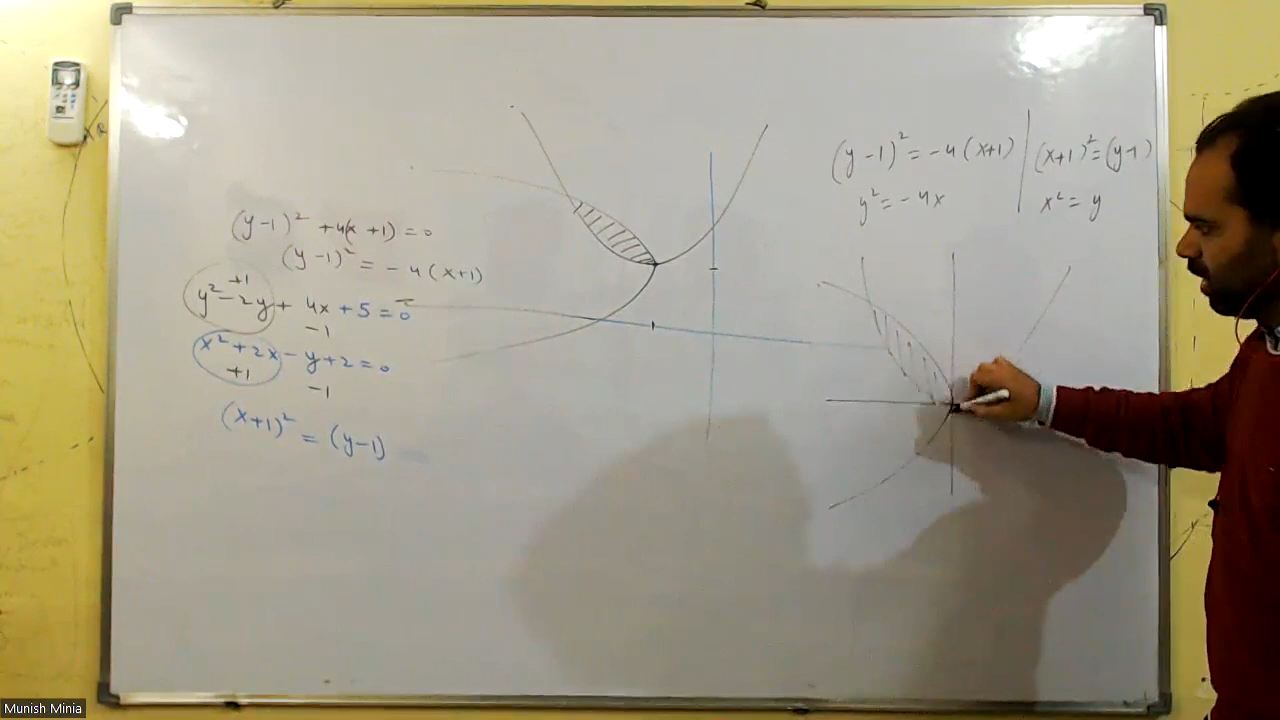 (y-1)² + 4(x+1) = 0
(y-1)² = -4(x+1)
+1
y² - 2y + 4x + 5 = 0
-1
x² + 2x - y + 2 = 0
+1 -1
(x+1)² = (y-1)
(y-1)² = -4(x+1)
y² = -4x
(x+1)² = (y-1)
x² = y
Munish Minia